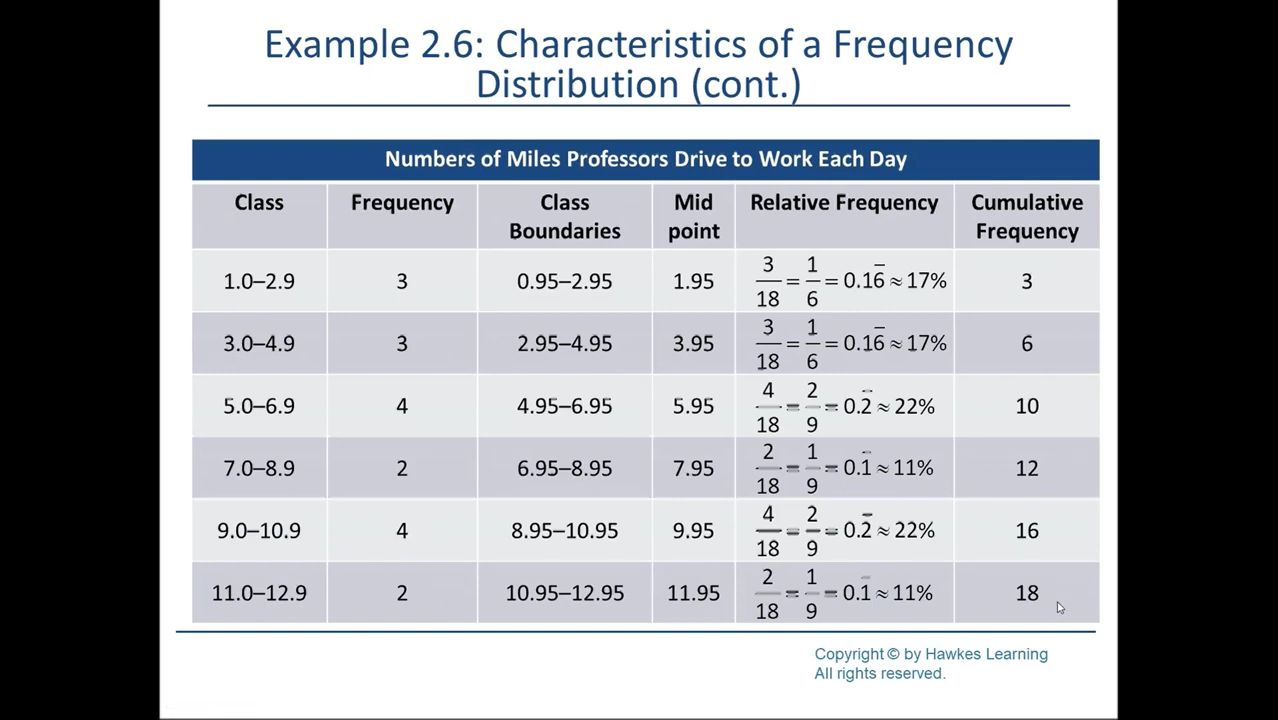 Example 2.6: Characteristics of a Frequency
Distribution (cont.)
Numbers of Miles Professors Drive to Work Each Day
Class Frequency Class Boundaries Mid point Relative Frequency Cumulative Frequency
1.0–2.9 3 0.95–2.95 1.95 3/18 = 1/6 = 0.16̅ ≈ 17% 3
3.0–4.9 3 2.95–4.95 3.95 3/18 = 1/6 = 0.16̅ ≈ 17% 6
5.0–6.9 4 4.95–6.95 5.95 4/18 = 2/9 = 0.2̅ ≈ 22% 10
7.0–8.9 2 6.95–8.95 7.95 2/18 = 1/9 = 0.1̅ ≈ 11% 12
9.0–10.9 4 8.95–10.95 9.95 4/18 = 2/9 = 0.2̅ ≈ 22% 16
11.0–12.9 2 10.95–12.95 11.95 2/18 = 1/9 = 0.1̅ ≈ 11% 18
Copyright © by Hawkes Learning
All rights reserved.